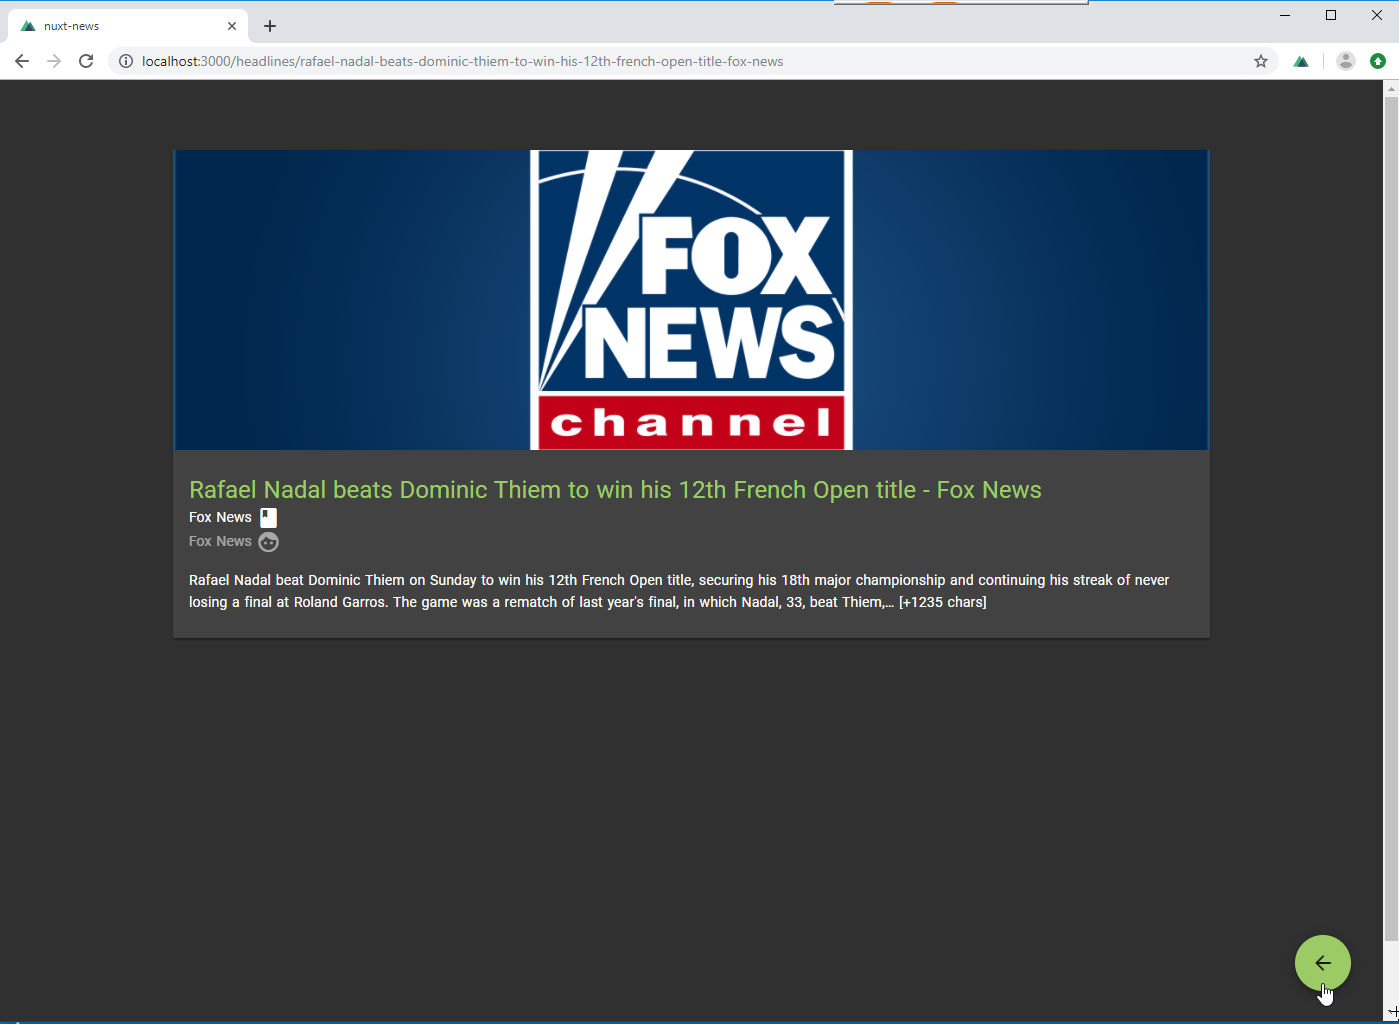 nuxt-news
localhost:3000/headlines/rafael-nadal-beats-dominic-thiem-to-win-his-12th-french-open-title-fox-news
FOX
NEWS
channel
Rafael Nadal beats Dominic Thiem to win his 12th French Open title - Fox News
Fox News
Fox News
Rafael Nadal beat Dominic Thiem on Sunday to win his 12th French Open title, securing his 18th major championship and continuing his streak of never
losing a final at Roland Garros. The game was a rematch of last year's final, in which Nadal, 33, beat Thiem,... [+1235 chars]